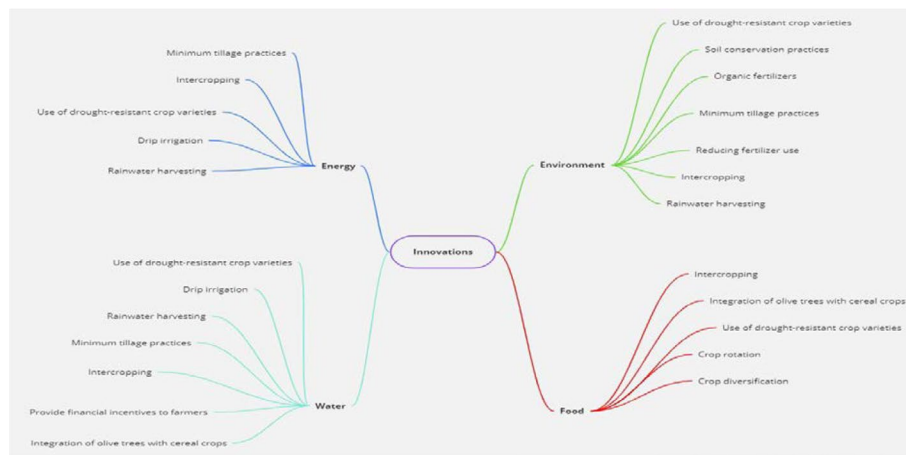 Minimum tillage practices
Intercropping
Use of drought-resistant crop varieties
Drip irrigation
Rainwater harvesting
Energy
Use of drought-resistant crop varieties
Soil conservation practices
Organic fertilizers
Minimum tillage practices
Reducing fertilizer use
Intercropping
Rainwater harvesting
Environment
Innovations
Use of drought-resistant crop varieties
Drip irrigation
Rainwater harvesting
Minimum tillage practices
Intercropping
Provide financial incentives to farmers
Integration of olive trees with cereal crops
Water
Intercropping
Integration of olive trees with cereal crops
Use of drought-resistant crop varieties
Crop rotation
Crop diversification
Food